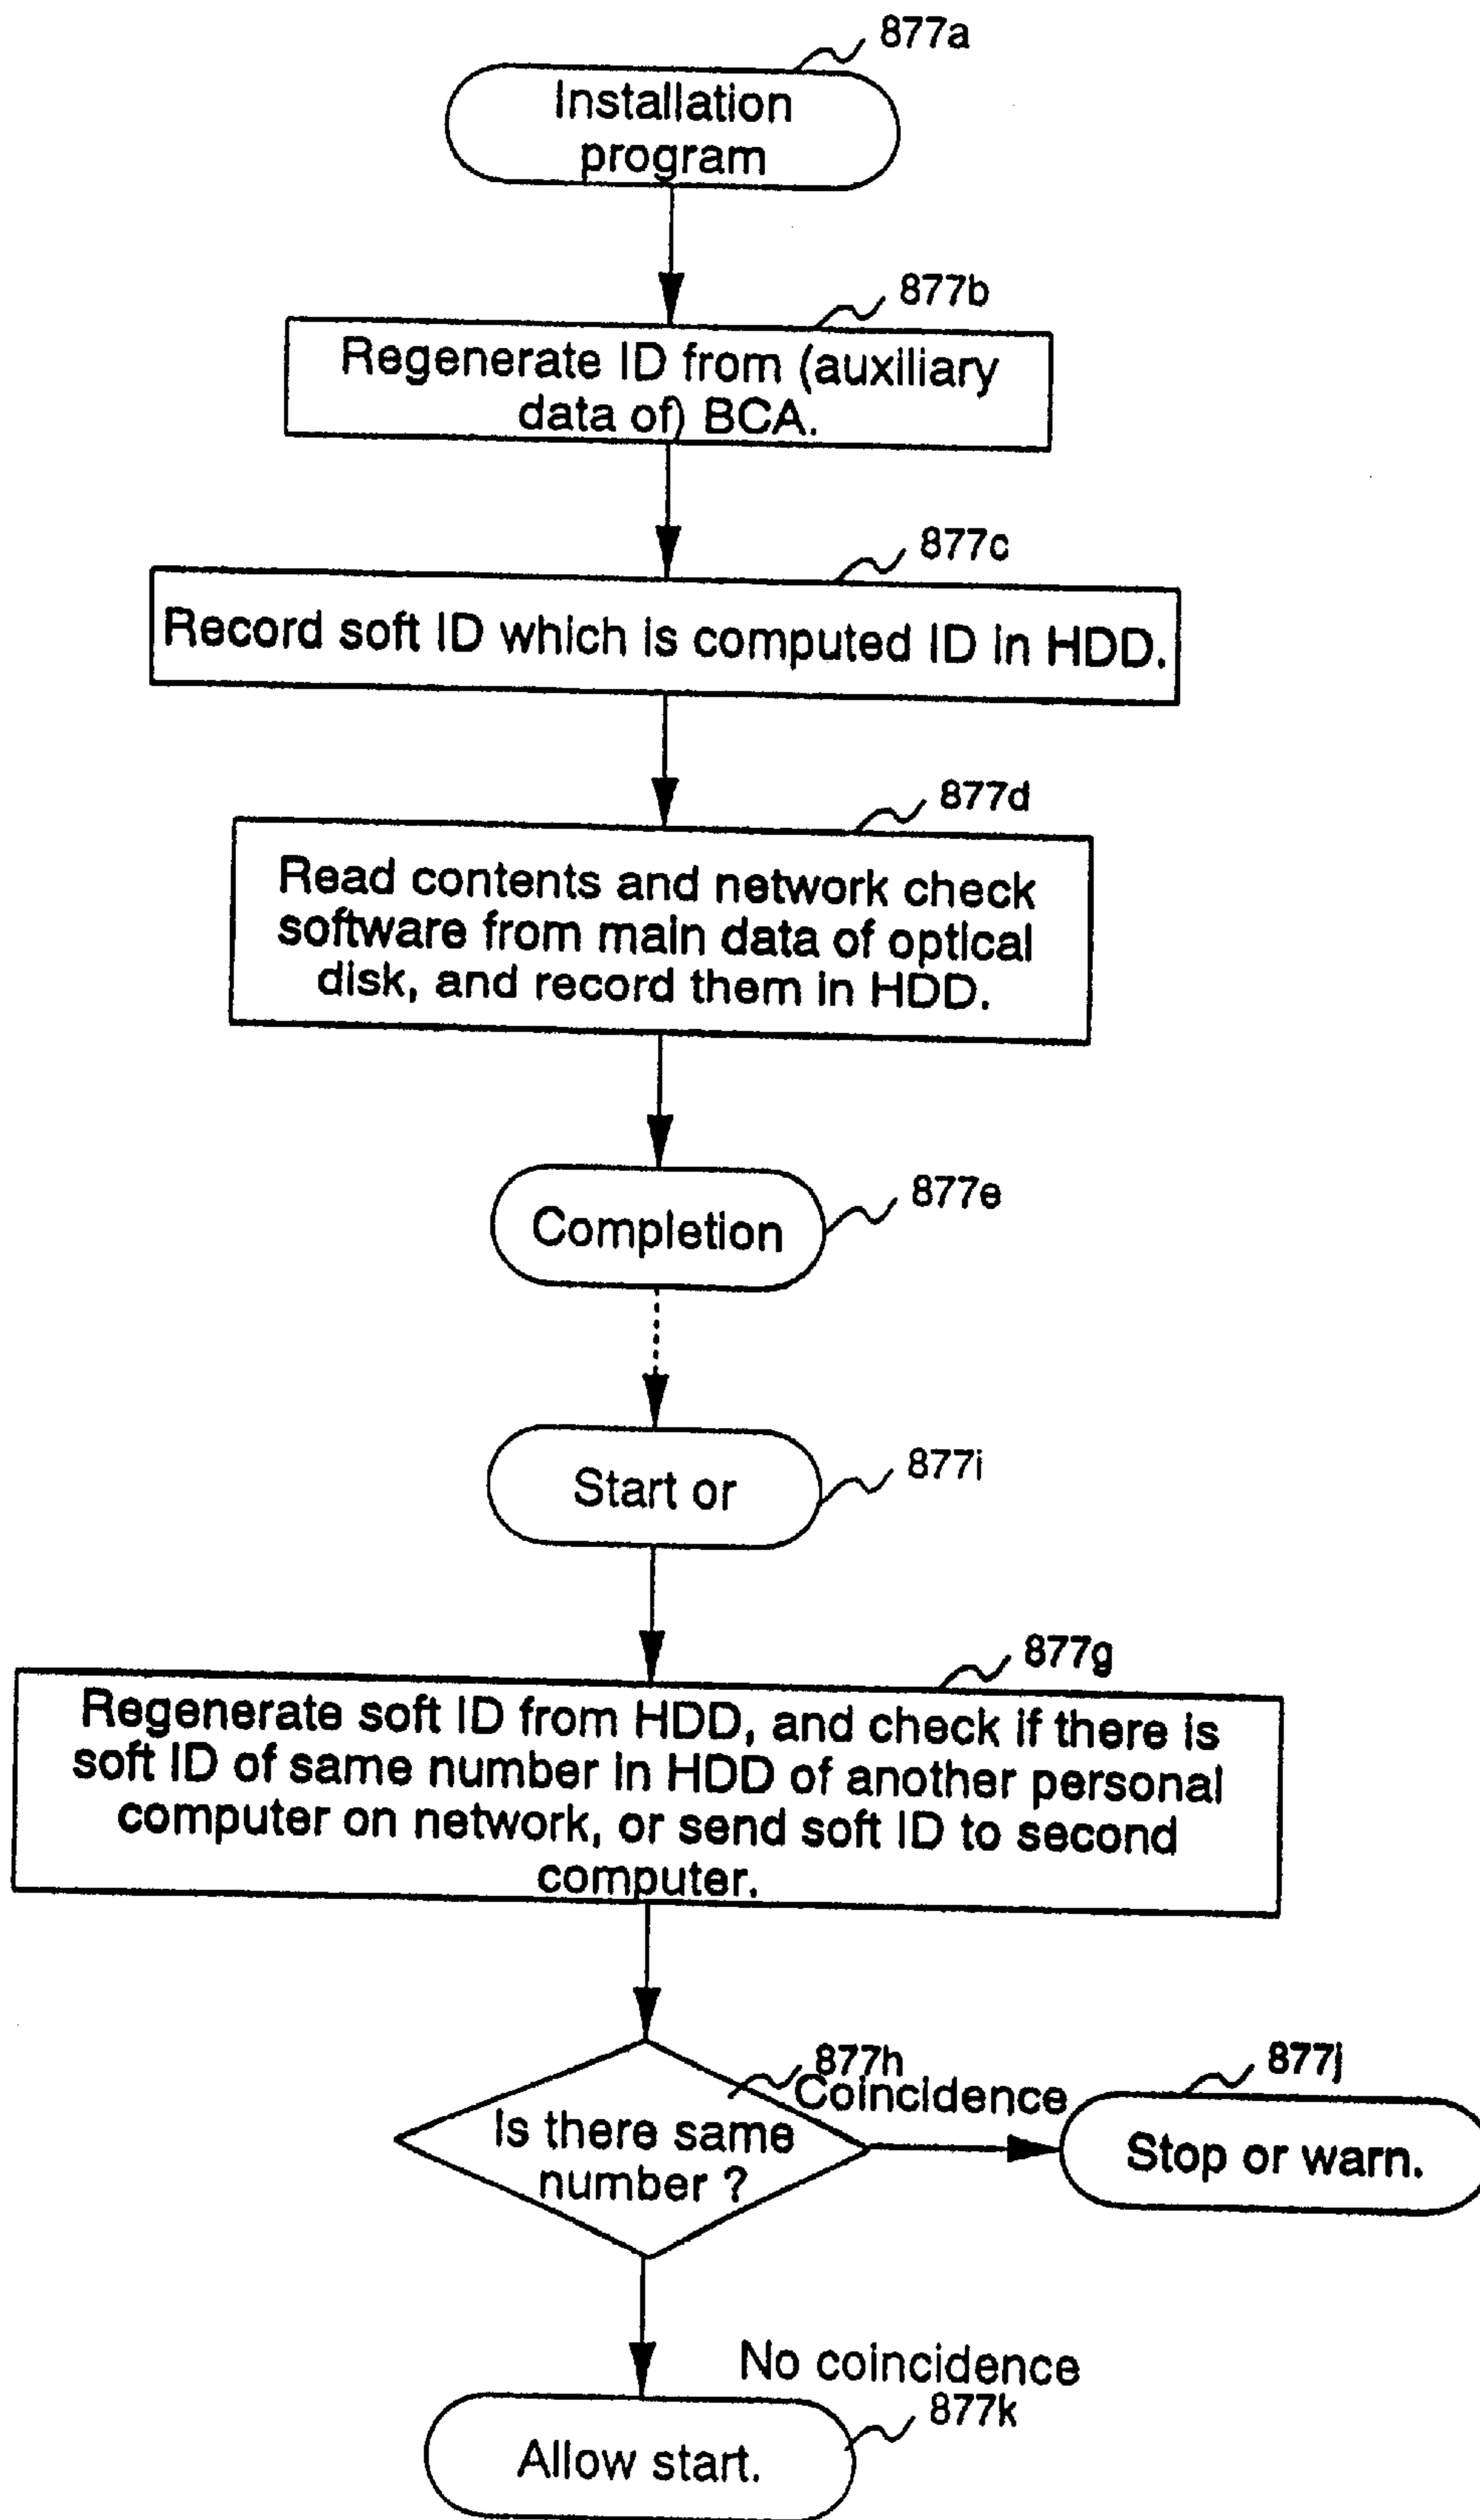 877a
Installation
program
877b
Regenerate ID from (auxiliary
data of) BCA.
877c
Record soft ID which is computed ID in HDD.
877d
Read contents and network check
software from main data of optical
disk, and record them in HDD.
877e
Completion
Start or
877i
877g
Regenerate soft ID from HDD, and check if there is
soft ID of same number in HDD of another personal
computer on network, or send soft ID to second
computer.
877h
Coincidence
877j
Is there same
number ?
Stop or warn.
No coincidence
877k
Allow start.